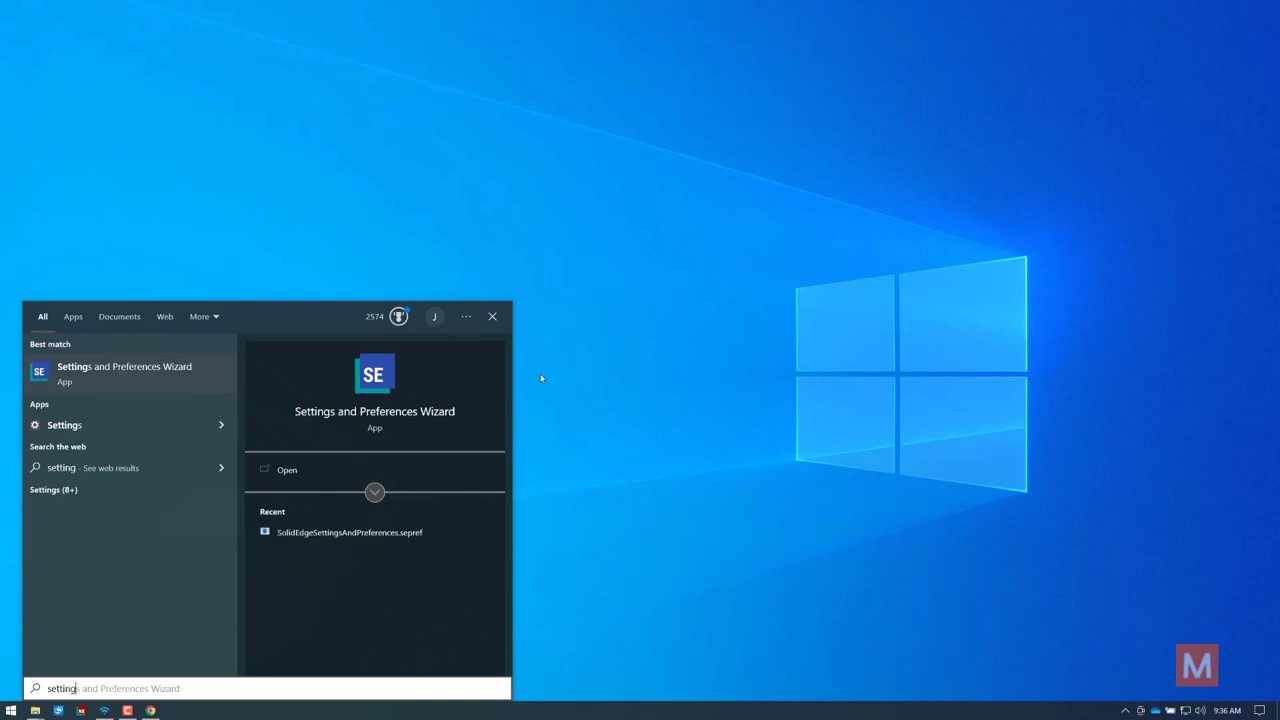 All Apps Documents Web More 2574 J
Best match
Settings and Preferences Wizard
App
Apps
Settings
Search the web
setting - See web results
Settings (8+)
SE
SE
Settings and Preferences Wizard
App
Open
Recent
SolidEdgeSettingsAndPreferences.sepref
settings and Preferences Wizard
M
9:36 AM